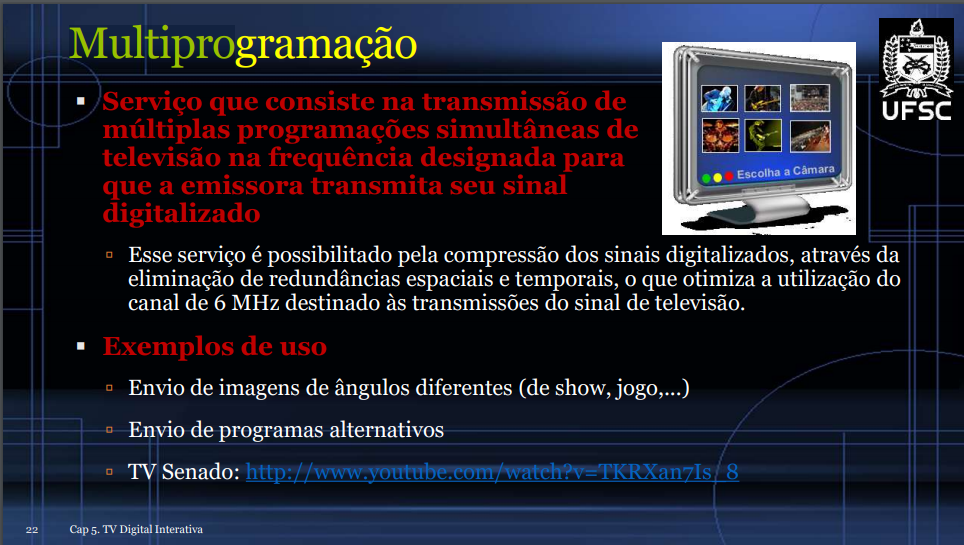 Multiprogramação
UFSC
Serviço que consiste na transmissão de
múltiplas programações simultâneas de
televisão na frequência designada para
que a emissora transmita seu sinal
digitalizado
Escolha a Câmara
Esse serviço é possibilitado pela compressão dos sinais digitalizados, através da
eliminação de redundâncias espaciais e temporais, o que otimiza a utilização do
canal de 6 MHz destinado às transmissões do sinal de televisão.
Exemplos de uso
Envio de imagens de ângulos diferentes (de show, jogo,...)
Envio de programas alternativos
TV Senado: http://www.youtube.com/watch?v=TKRXan7Is_8
22 Cap 5. TV Digital Interativa